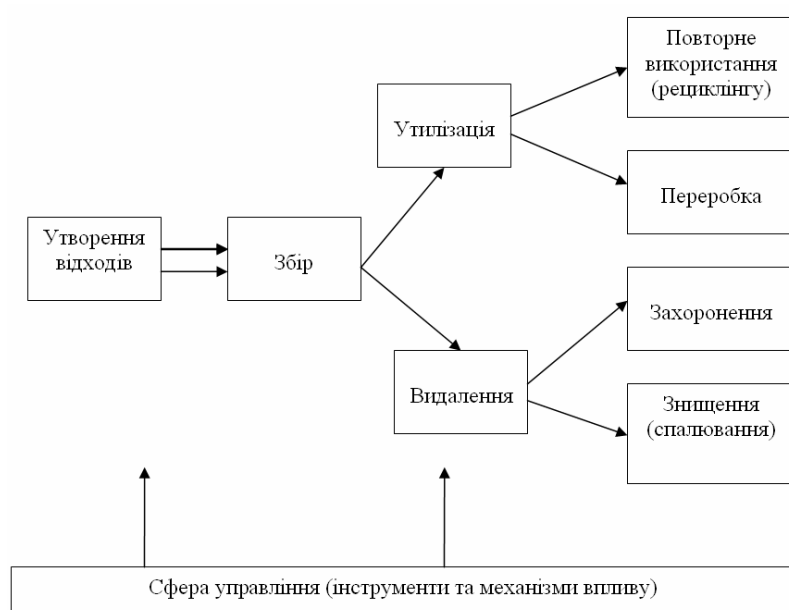 Повторне
використання
(рециклінгу)
Утилізація
Переробка
Утворення
відходів
Збір
Захоронення
Видалення
Знищення
(спалювання)
Сфера управління (інструменти та механізми впливу)